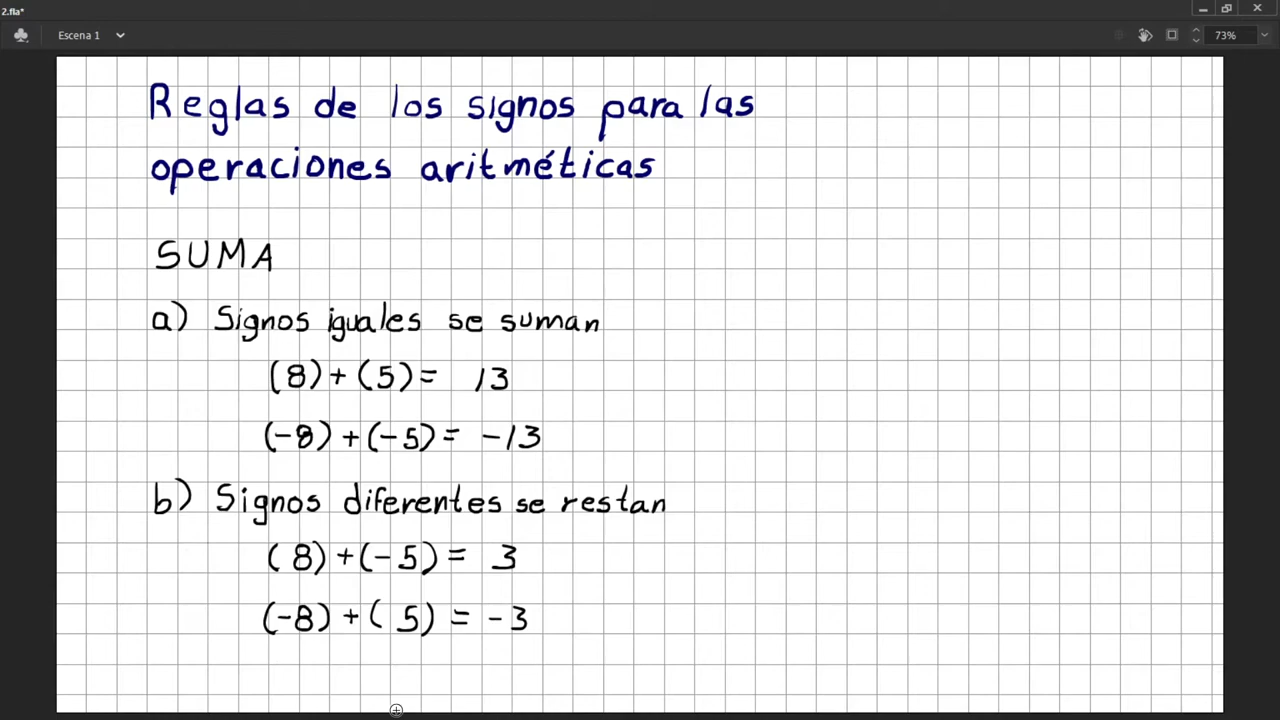 2.fla*
Escena 1
73%
Reglas de los signos para las
operaciones aritméticas
SUMA
a) Signos iguales se suman
(8)+(5)= 13
(-8)+(-5)= -13
b) Signos diferentes se restan
(8)+(-5)= 3
(-8)+( 5)= -3